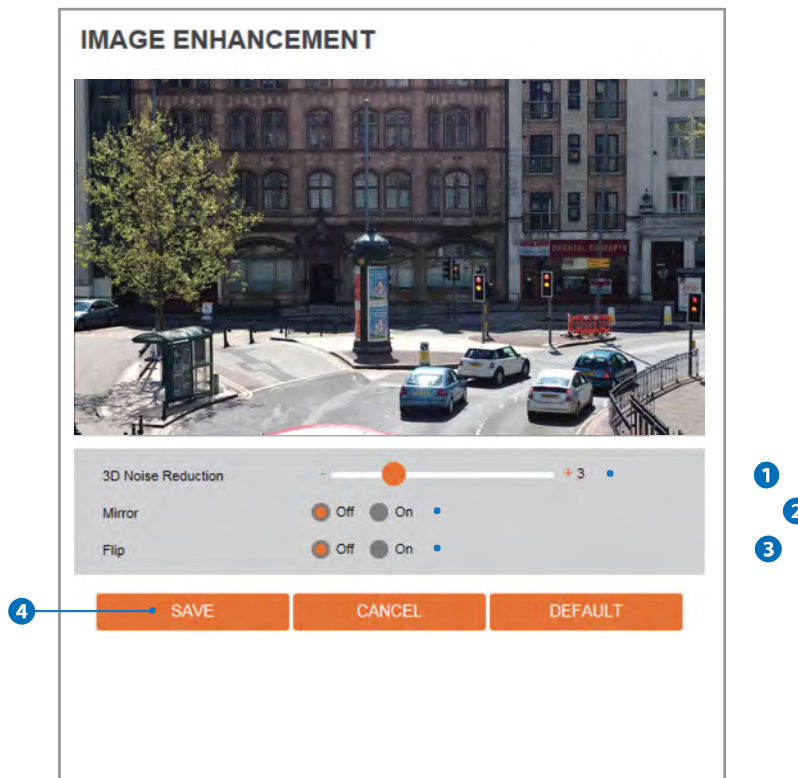 IMAGE ENHANCEMENT
ORIENTAL CONCEPTS
3D Noise Reduction - + 3 1
Mirror Off On 2
Flip Off On 3
4 SAVE CANCEL DEFAULT